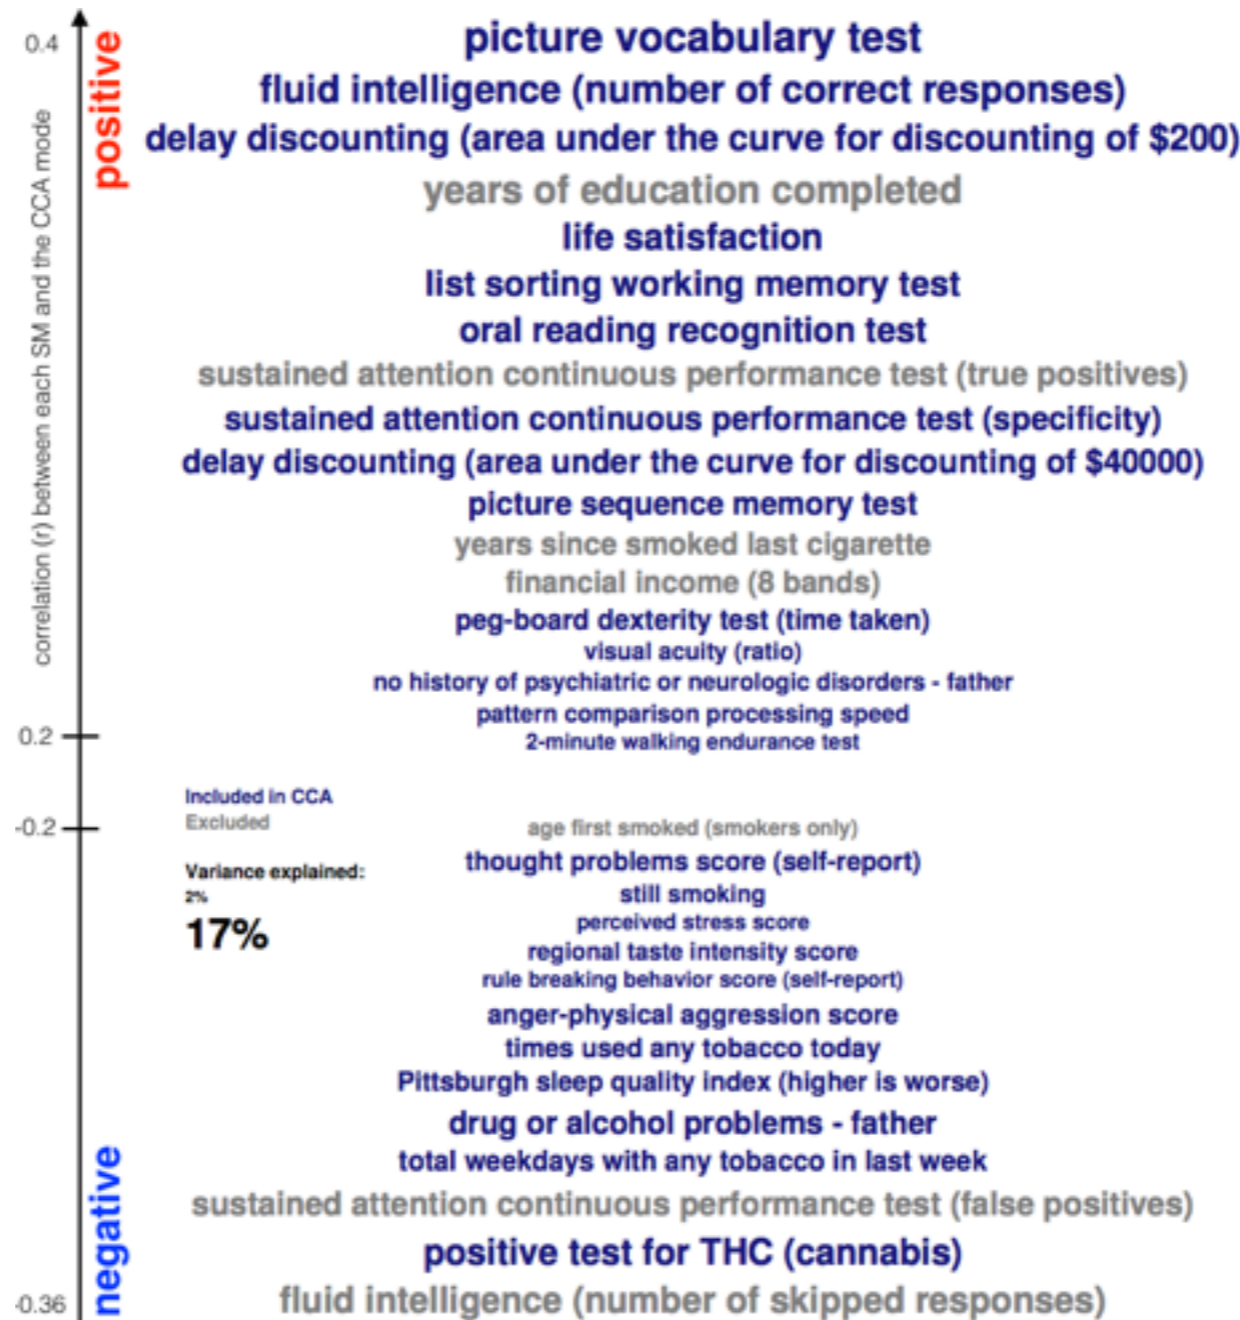 0.4
positive
correlation (r) between each SM and the CCA mode
picture vocabulary test
fluid intelligence (number of correct responses)
delay discounting (area under the curve for discounting of $200)
years of education completed
life satisfaction
list sorting working memory test
oral reading recognition test
sustained attention continuous performance test (true positives)
sustained attention continuous performance test (specificity)
delay discounting (area under the curve for discounting of $40000)
picture sequence memory test
years since smoked last cigarette
financial income (8 bands)
peg-board dexterity test (time taken)
visual acuity (ratio)
no history of psychiatric or neurologic disorders - father
pattern comparison processing speed
0.2
2-minute walking endurance test
Included in CCA
Excluded
-0.2
Variance explained:
2%
17%
age first smoked (smokers only)
thought problems score (self-report)
still smoking
perceived stress score
regional taste intensity score
rule breaking behavior score (self-report)
anger-physical aggression score
times used any tobacco today
Pittsburgh sleep quality index (higher is worse)
drug or alcohol problems - father
total weekdays with any tobacco in last week
sustained attention continuous performance test (false positives)
positive test for THC (cannabis)
fluid intelligence (number of skipped responses)
negative
-0.36